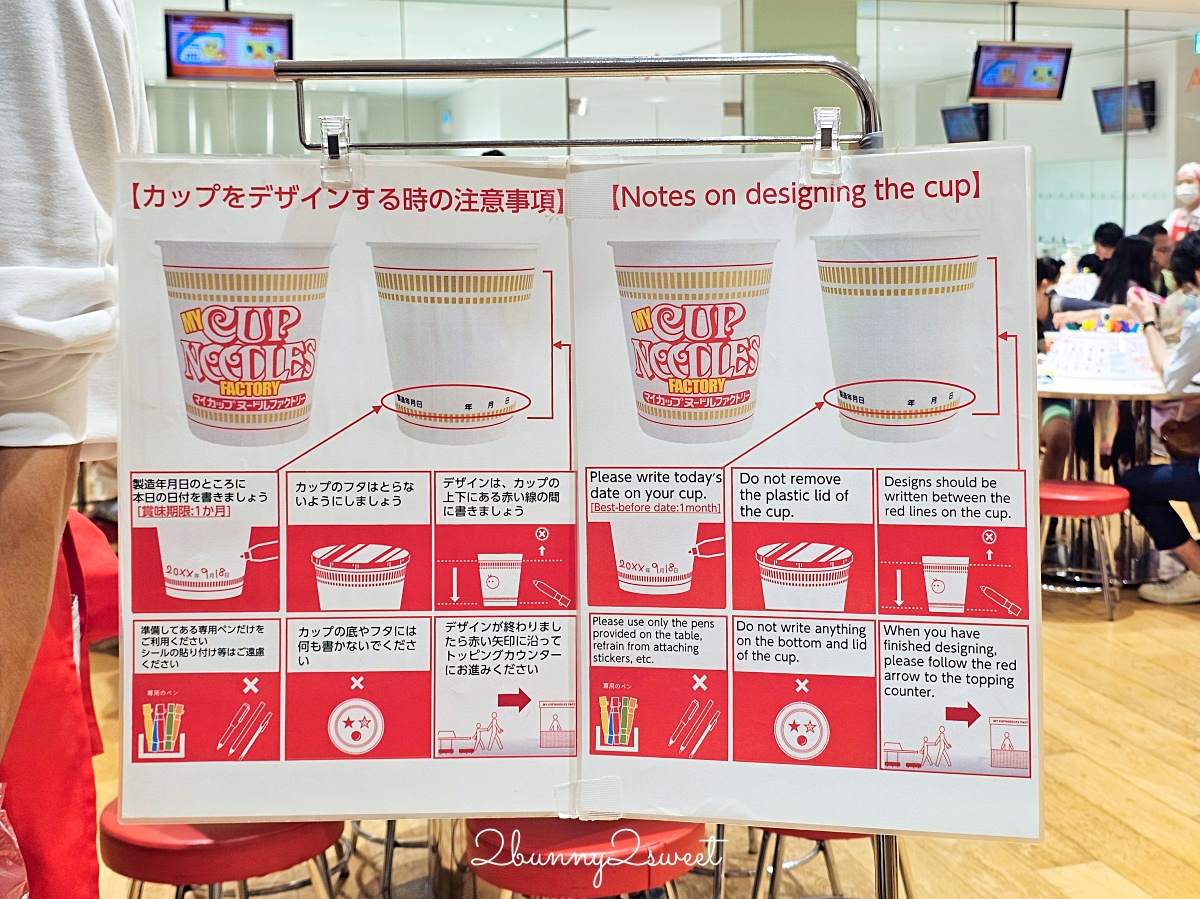 【カップをデザインする時の注意事項】
MY
CUP
NOODLES
FACTORY
マイカップヌードルファクトリー
製造年月日 年 月 日
製造年月日のところに
本日の日付を書きましょう
[賞味期限:1か月]
20XX年9月18日
カップのフタはとらな
いようにしましょう
デザインは、カップの
上下にある赤い線の間
に書きましょう
準備してある専用ペンだけを
ご利用ください
シールの貼り付け等はご遠慮
ください
専用のペン
カップの底やフタには
何も書かないでくださ
い
デザインが終わりまし
たら赤い矢印に沿って
トッピングカウンター
にお進みください
【Notes on designing the cup】
MY
CUP
NOODLES
FACTORY
マイカップヌードルファクトリー
製造年月日 年 月 日
Please write today's
date on your cup.
[Best-before date:1month]
20XX年9月18日
Do not remove
the plastic lid of
the cup.
Designs should be
written between the
red lines on the cup.
Please use only the pens
provided on the table,
refrain from attaching
stickers, etc.
専用のペン
Do not write anything
on the bottom and lid
of the cup.
When you have
finished designing,
please follow the red
arrow to the topping
counter.
2bunny2sweet